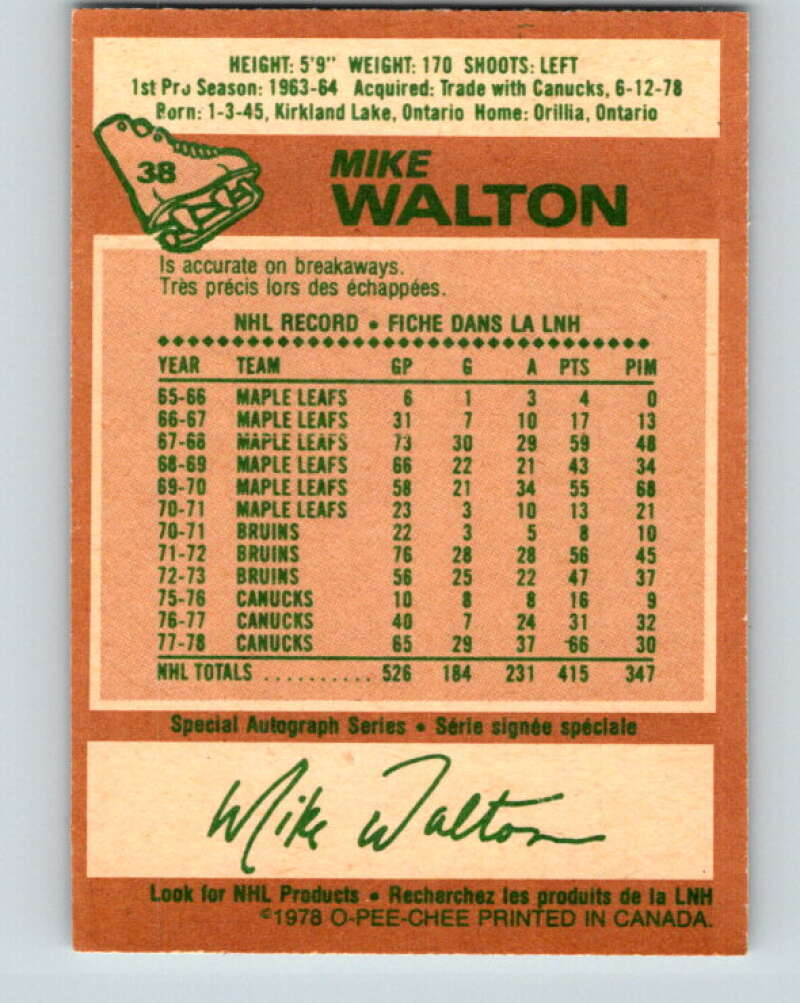 HEIGHT: 5'9" WEIGHT: 170 SHOOTS: LEFT
1st Pro Season: 1963-64 Acquired: Trade with Canucks, 6-12-78
Born: 1-3-45, Kirkland Lake, Ontario Home: Orillia, Ontario
38
MIKE
WALTON
Is accurate on breakaways.
Très précis lors des échappées.
NHL RECORD • FICHE DANS LA LNH
YEAR TEAM GP G A PTS PIM
65-66 MAPLE LEAFS 6 1 3 4 0
66-67 MAPLE LEAFS 31 7 10 17 13
67-68 MAPLE LEAFS 73 30 29 59 48
68-69 MAPLE LEAFS 66 22 21 43 34
69-70 MAPLE LEAFS 58 21 34 55 68
70-71 MAPLE LEAFS 23 3 10 13 21
70-71 BRUINS 22 3 5 8 10
71-72 BRUINS 76 28 28 56 45
72-73 BRUINS 56 25 22 47 37
75-76 CANUCKS 10 8 8 16 9
76-77 CANUCKS 40 7 24 31 32
77-78 CANUCKS 65 29 37 66 30
NHL TOTALS .......... 526 184 231 415 347
Special Autograph Series • Série signée spéciale
Mike Walton
Look for NHL Products • Recherchez les produits de la LNH
©1978 O-PEE-CHEE PRINTED IN CANADA.